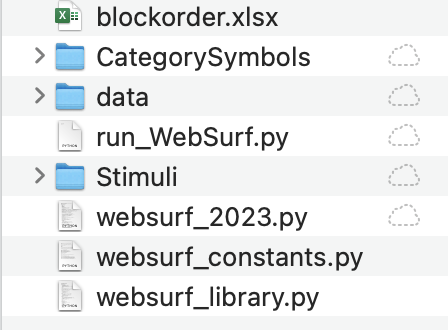 blockorder.xlsx
CategorySymbols
data
run_WebSurf.py
Stimuli
websurf_2023.py
websurf_constants.py
websurf_library.py